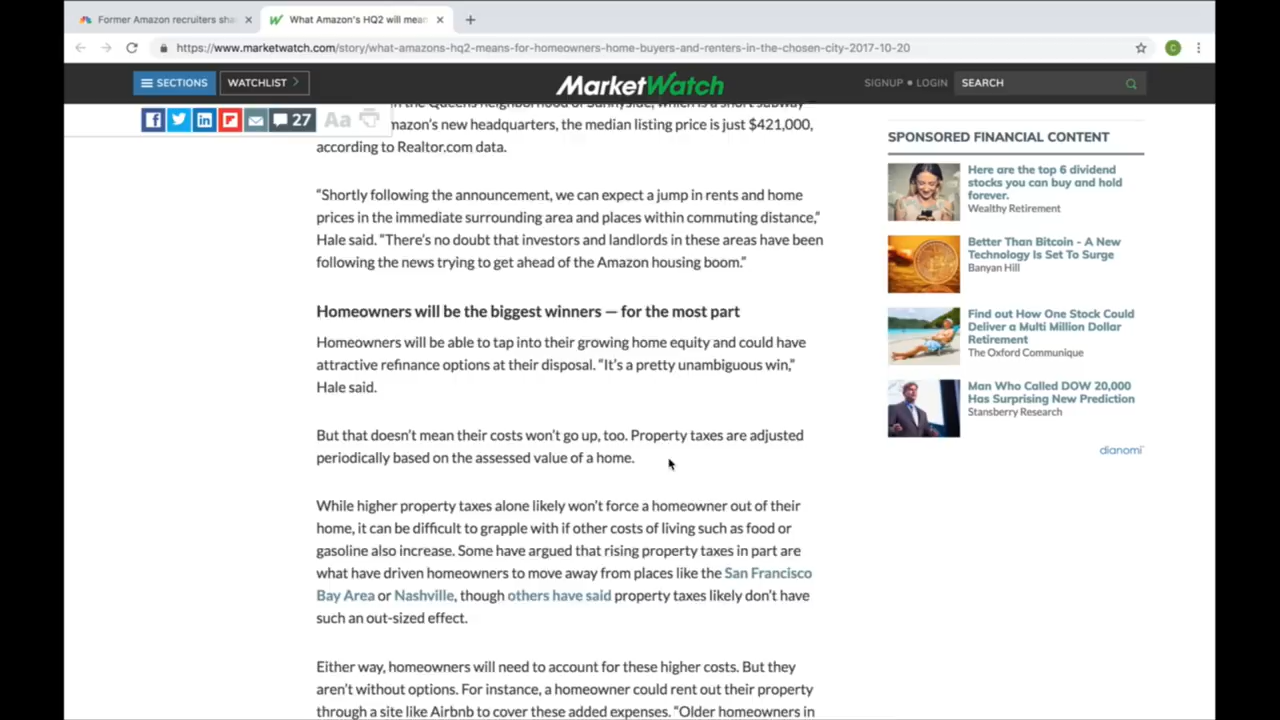 Former Amazon recruiters sha
What Amazon's HQ2 will mean
https://www.marketwatch.com/story/what-amazons-hq2-means-for-homeowners-home-buyers-and-renters-in-the-chosen-city-2017-10-20
C
SECTIONS
WATCHLIST
MarketWatch
SIGNUP • LOGIN
SEARCH
27
Aa
n the Queens neighborhood of Sunnyside, which is a short subway
mazon's new headquarters, the median listing price is just $421,000,
according to Realtor.com data.
“Shortly following the announcement, we can expect a jump in rents and home
prices in the immediate surrounding area and places within commuting distance,”
Hale said. “There's no doubt that investors and landlords in these areas have been
following the news trying to get ahead of the Amazon housing boom.”
Homeowners will be the biggest winners — for the most part
Homeowners will be able to tap into their growing home equity and could have
attractive refinance options at their disposal. “It's a pretty unambiguous win,”
Hale said.
But that doesn't mean their costs won't go up, too. Property taxes are adjusted
periodically based on the assessed value of a home.
While higher property taxes alone likely won't force a homeowner out of their
home, it can be difficult to grapple with if other costs of living such as food or
gasoline also increase. Some have argued that rising property taxes in part are
what have driven homeowners to move away from places like the San Francisco
Bay Area or Nashville, though others have said property taxes likely don't have
such an out-sized effect.
Either way, homeowners will need to account for these higher costs. But they
aren't without options. For instance, a homeowner could rent out their property
through a site like Airbnb to cover these added expenses. “Older homeowners in
SPONSORED FINANCIAL CONTENT
Here are the top 6 dividend
stocks you can buy and hold
forever.
Wealthy Retirement
Better Than Bitcoin - A New
Technology Is Set To Surge
Banyan Hill
Find out How One Stock Could
Deliver a Multi Million Dollar
Retirement
The Oxford Communique
Man Who Called DOW 20,000
Has Surprising New Prediction
Stansberry Research
dianomi